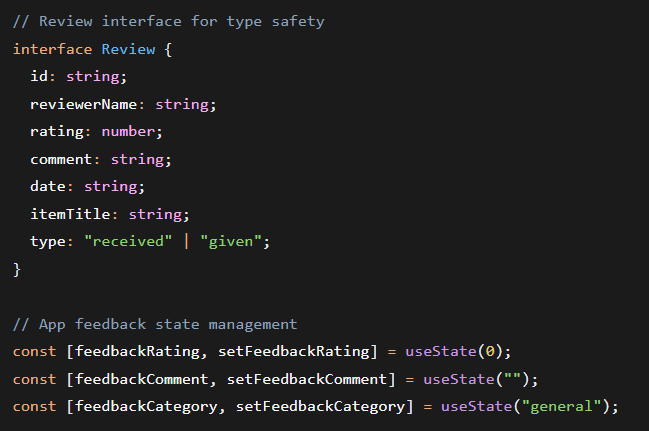 // Review interface for type safety
interface Review {
  id: string;
  reviewerName: string;
  rating: number;
  comment: string;
  date: string;
  itemTitle: string;
  type: "received" | "given";
}
// App feedback state management
const [feedbackRating, setFeedbackRating] = useState(0);
const [feedbackComment, setFeedbackComment] = useState("");
const [feedbackCategory, setFeedbackCategory] = useState("general");